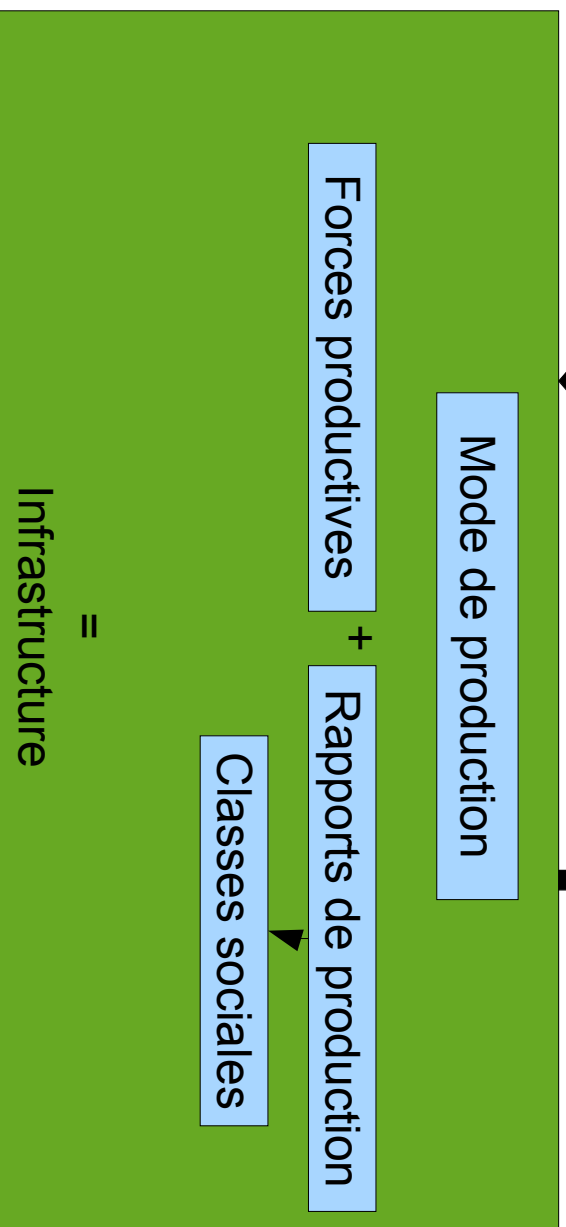 Mode de production
Forces productives + Rapports de production
Classes sociales
=
Infrastructure